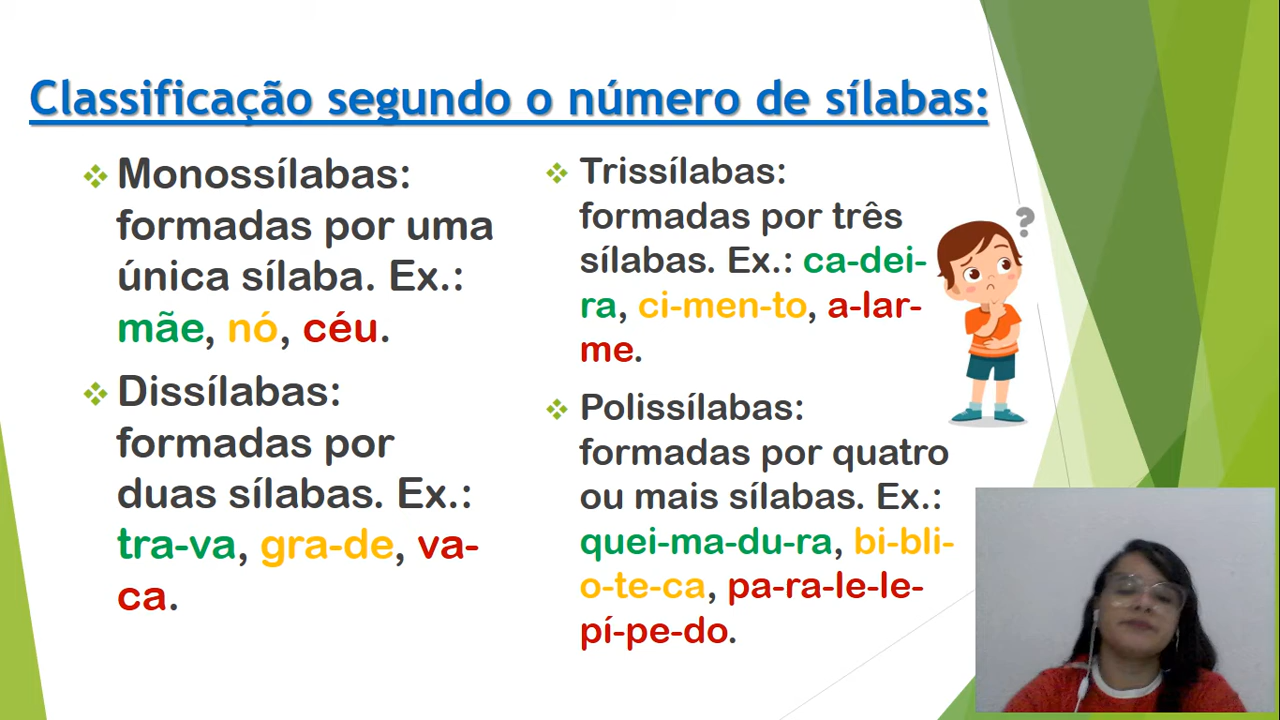 Classificação segundo o número de sílabas:
Monossílabas:
formadas por uma
única sílaba. Ex.:
mãe, nó, céu.
Dissílabas:
formadas por
duas sílabas. Ex.:
tra-va, gra-de, va-
ca.
Trissílabas:
formadas por três
sílabas. Ex.: ca-dei-
ra, ci-men-to, a-lar-
me.
Polissílabas:
formadas por quatro
ou mais sílabas. Ex.:
quei-ma-du-ra, bi-bli-
o-te-ca, pa-ra-le-le-
pí-pe-do.
?